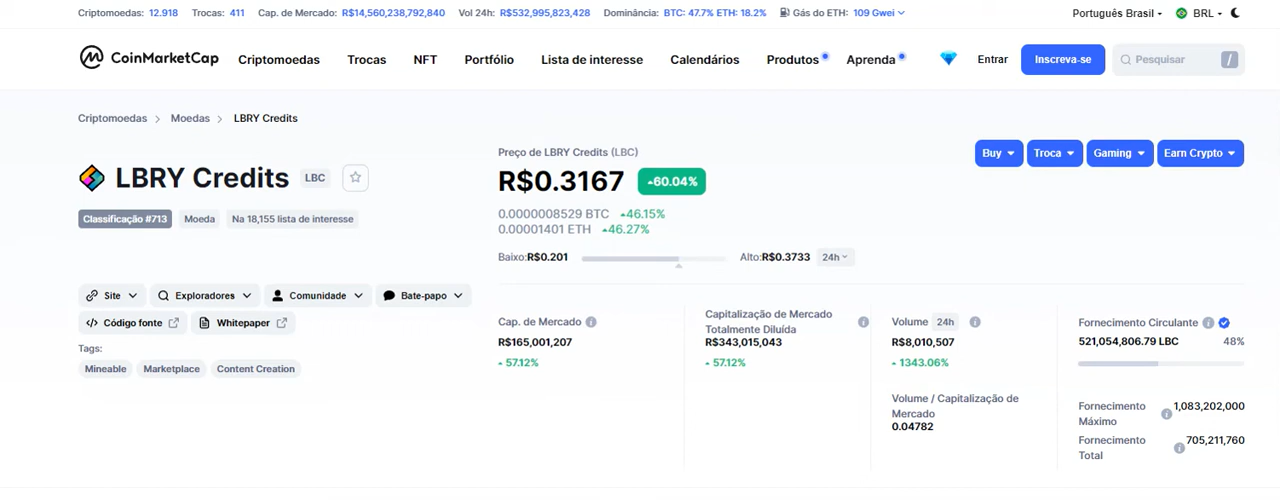 Criptomoedas: 12.918 Trocas: 411 Cap. de Mercado: R$14,560,238,792,840 Vol 24h: R$532,995,823,428 Dominância: BTC: 47.7% ETH: 18.2% Gás do ETH: 109 Gwei Português Brasil BRL
CoinMarketCap Criptomoedas Trocas NFT Portfólio Lista de interesse Calendários Produtos Aprenda Entrar Inscreva-se Pesquisar /
Criptomoedas > Moedas > LBRY Credits
LBRY Credits LBC
Classificação #713 Moeda Na 18,155 lista de interesse
Site Exploradores Comunidade Bate-papo
Código fonte Whitepaper
Tags:
Mineable Marketplace Content Creation
Preço de LBRY Credits (LBC)
R$0.3167 60.04%
0.0000008529 BTC 46.15%
0.00001401 ETH 46.27%
Baixo:R$0.201 Alto:R$0.3733 24h
Buy Troca Gaming Earn Crypto
Cap. de Mercado
R$165,001,207
57.12%
Capitalização de Mercado
Totalmente Diluída
R$343,015,043
57.12%
Volume 24h
R$8,010,507
1343.06%
Volume / Capitalização de
Mercado
0.04782
Fornecimento Circulante
521,054,806.79 LBC 48%
Fornecimento
Máximo
1,083,202,000
Fornecimento
Total
705,211,760